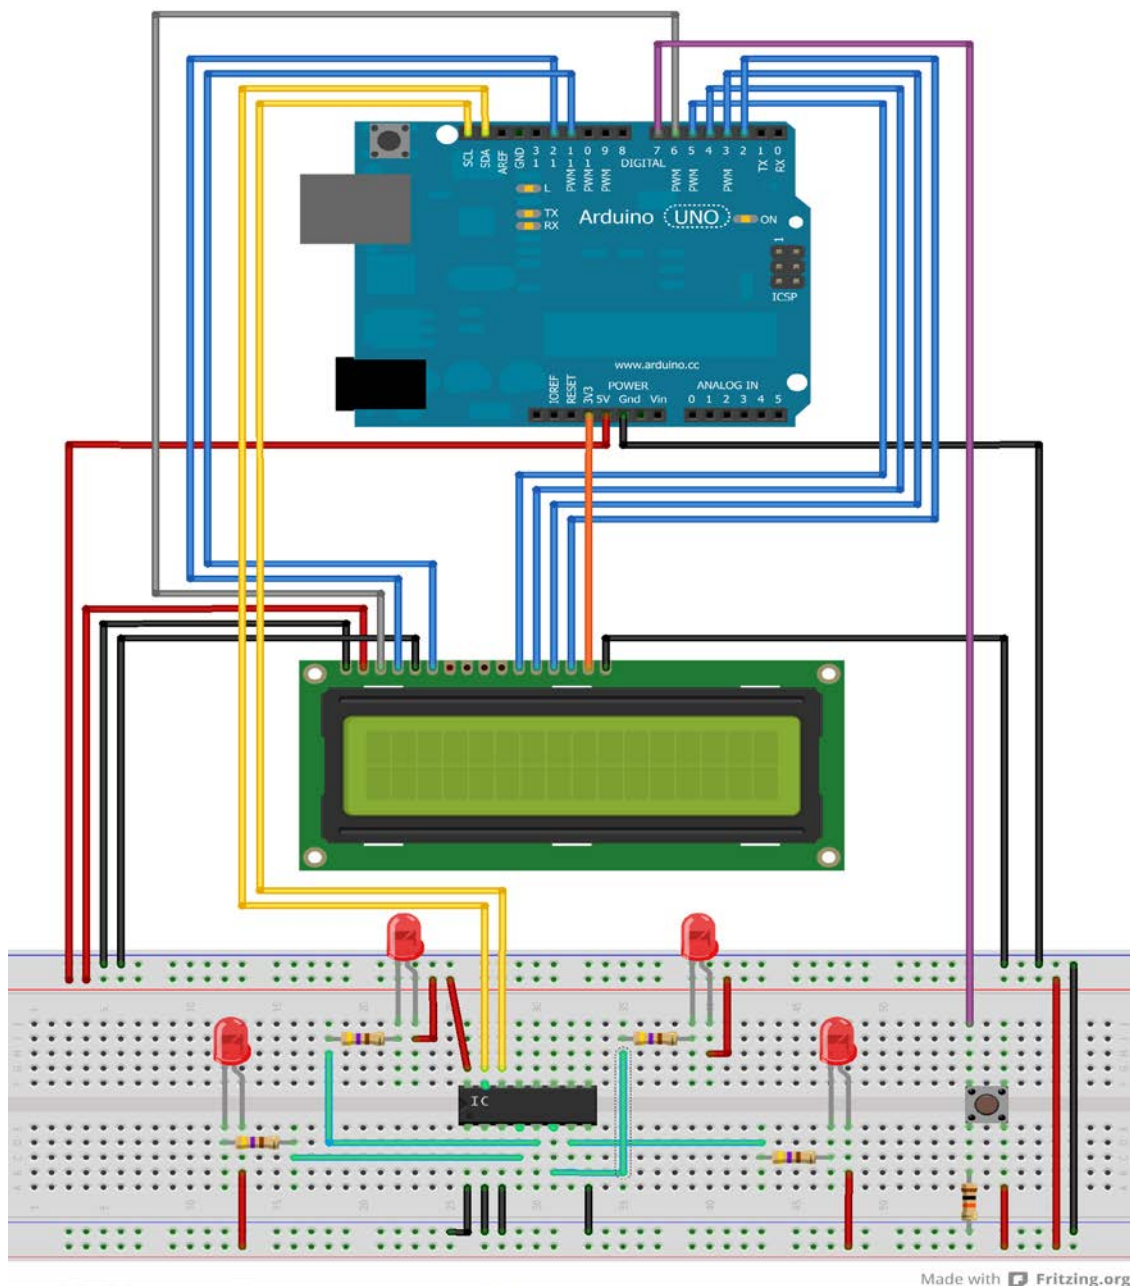 SCL
SDA
AREF
GND
13
12
PWM 11
PWM 10
PWM 9
8
DIGITAL
7
PWM 6
PWM 5
4
PWM 3
2
TX 1
RX 0
L
TX
RX
Arduino UNO
ON
1
ICSP
www.arduino.cc
POWER
ANALOG IN
IOREF
RESET
3V3
5V
Gnd
Vin
0 1 2 3 4 5
IC
Made with Fritzing.org